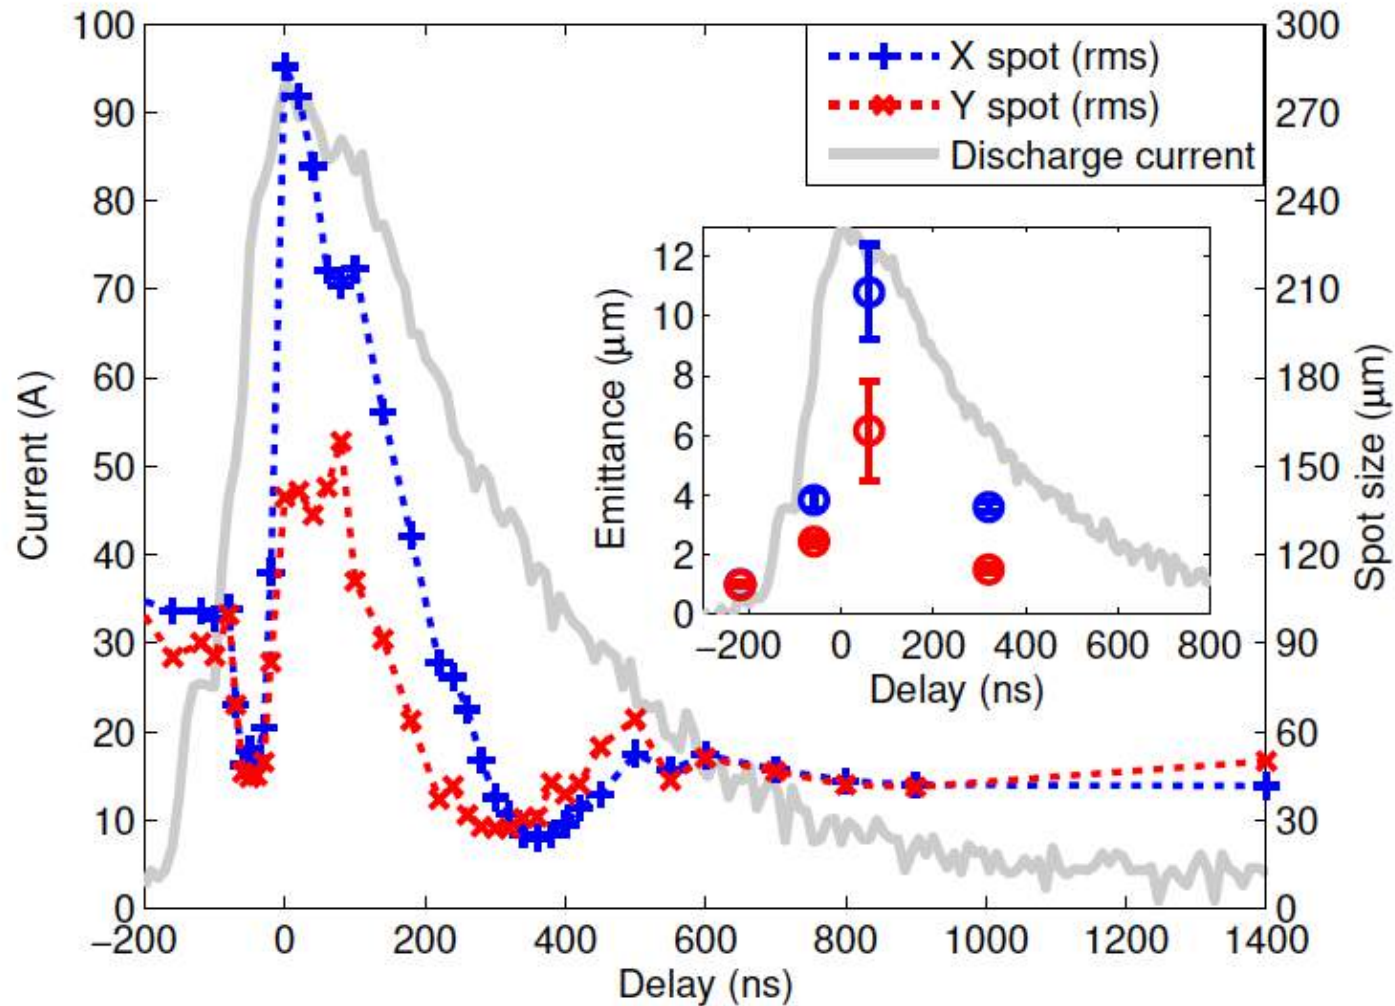 100
90
80
70
60
50
40
30
20
10
0
Current (A)
300
270
240
210
180
150
120
90
60
30
0
Spot size (μm)
X spot (rms)
Y spot (rms)
Discharge current
12
10
8
6
4
2
0
Emittance (μm)
−200 0 200 400 600 800
Delay (ns)
−200 0 200 400 600 800 1000 1200 1400
Delay (ns)